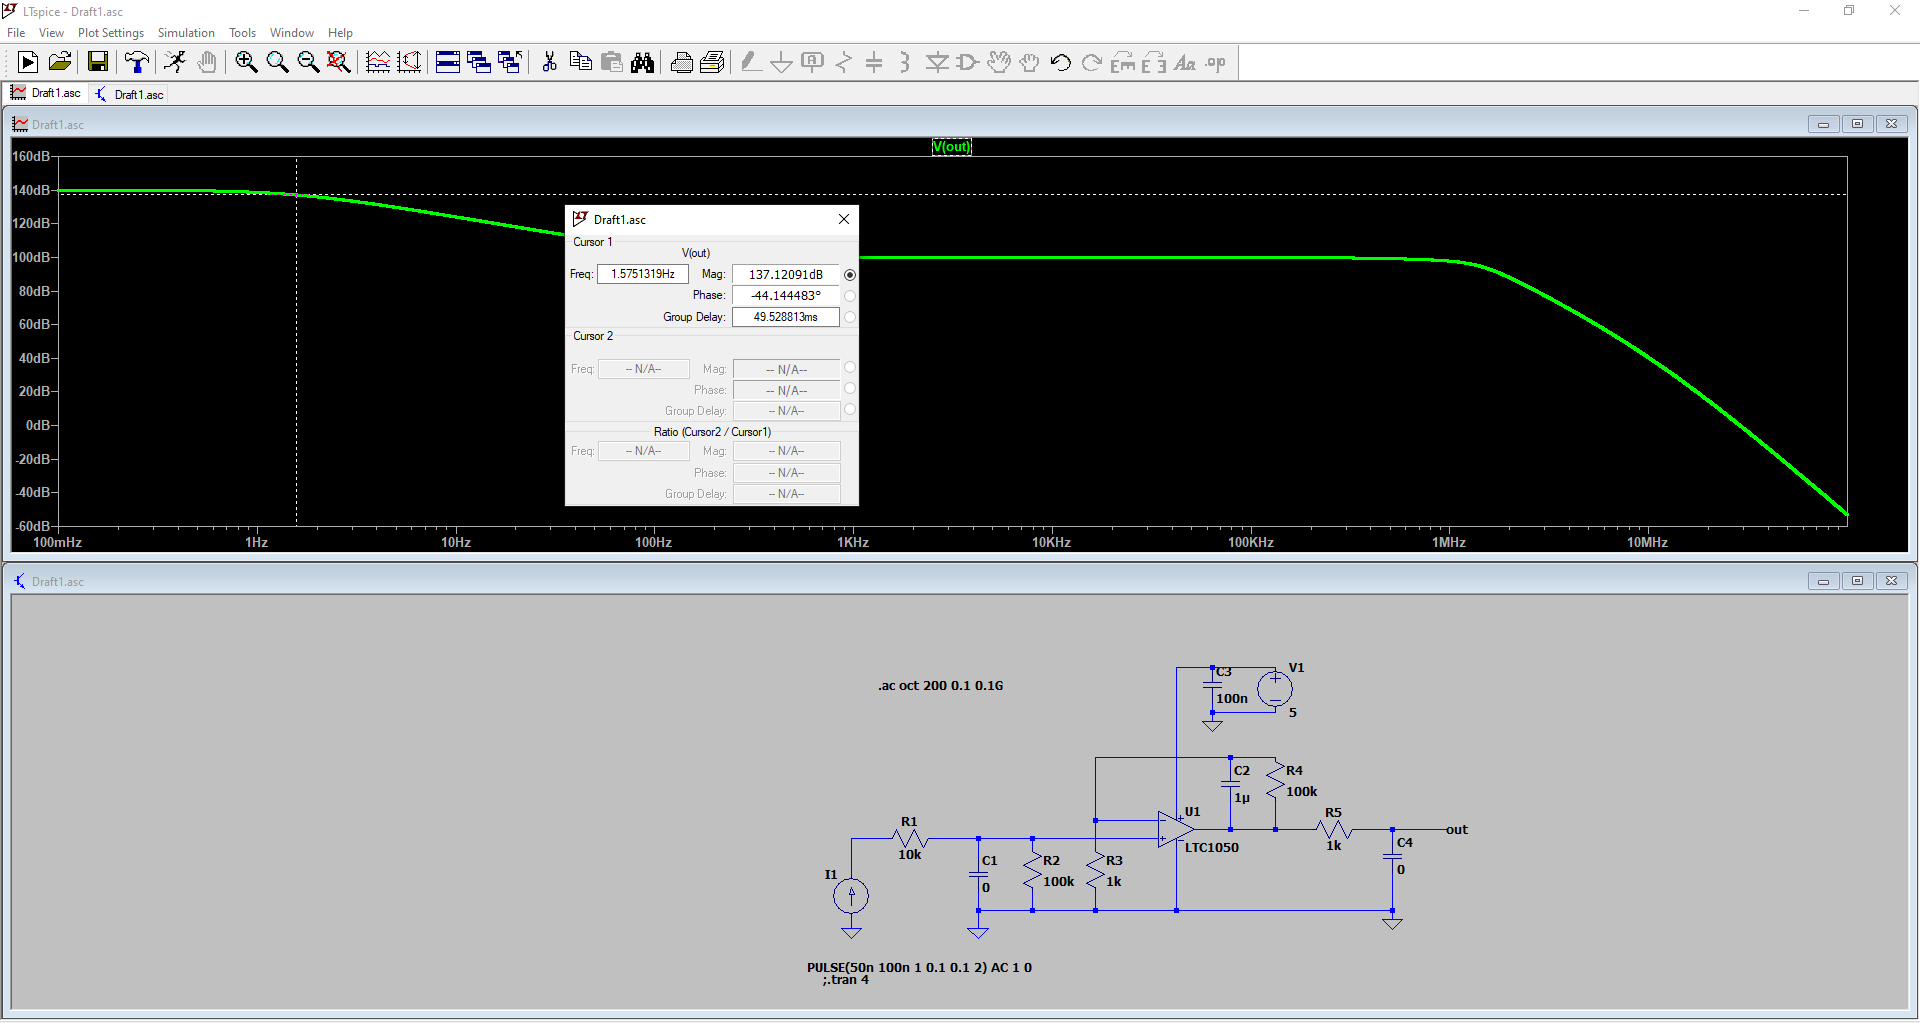 LTspice - Draft1.asc
File View Plot Settings Simulation Tools Window Help
Draft1.asc Draft1.asc
Draft1.asc
V(out)
160dB
140dB
120dB
100dB
80dB
60dB
40dB
20dB
0dB
-20dB
-40dB
-60dB
100mHz 1Hz 10Hz 100Hz 1KHz 10KHz 100KHz 1MHz 10MHz
Draft1.asc
Cursor 1
V(out)
Freq: 1.5751319Hz Mag: 137.12091dB
Phase: -44.144483°
Group Delay: 49.528813ms
Cursor 2
Freq: -- N/A-- Mag: -- N/A--
Phase: -- N/A--
Group Delay: -- N/A--
Ratio (Cursor2 / Cursor1)
Freq: -- N/A-- Mag: -- N/A--
Phase: -- N/A--
Group Delay: -- N/A--
Draft1.asc
.ac oct 200 0.1 0.1G
C3
100n
V1
5
C2
1µ
R4
100k
U1
LTC1050
R5
1k
out
C4
0
R1
10k
C1
0
R2
100k
R3
1k
I1
PULSE(50n 100n 1 0.1 0.1 2) AC 1 0
;.tran 4